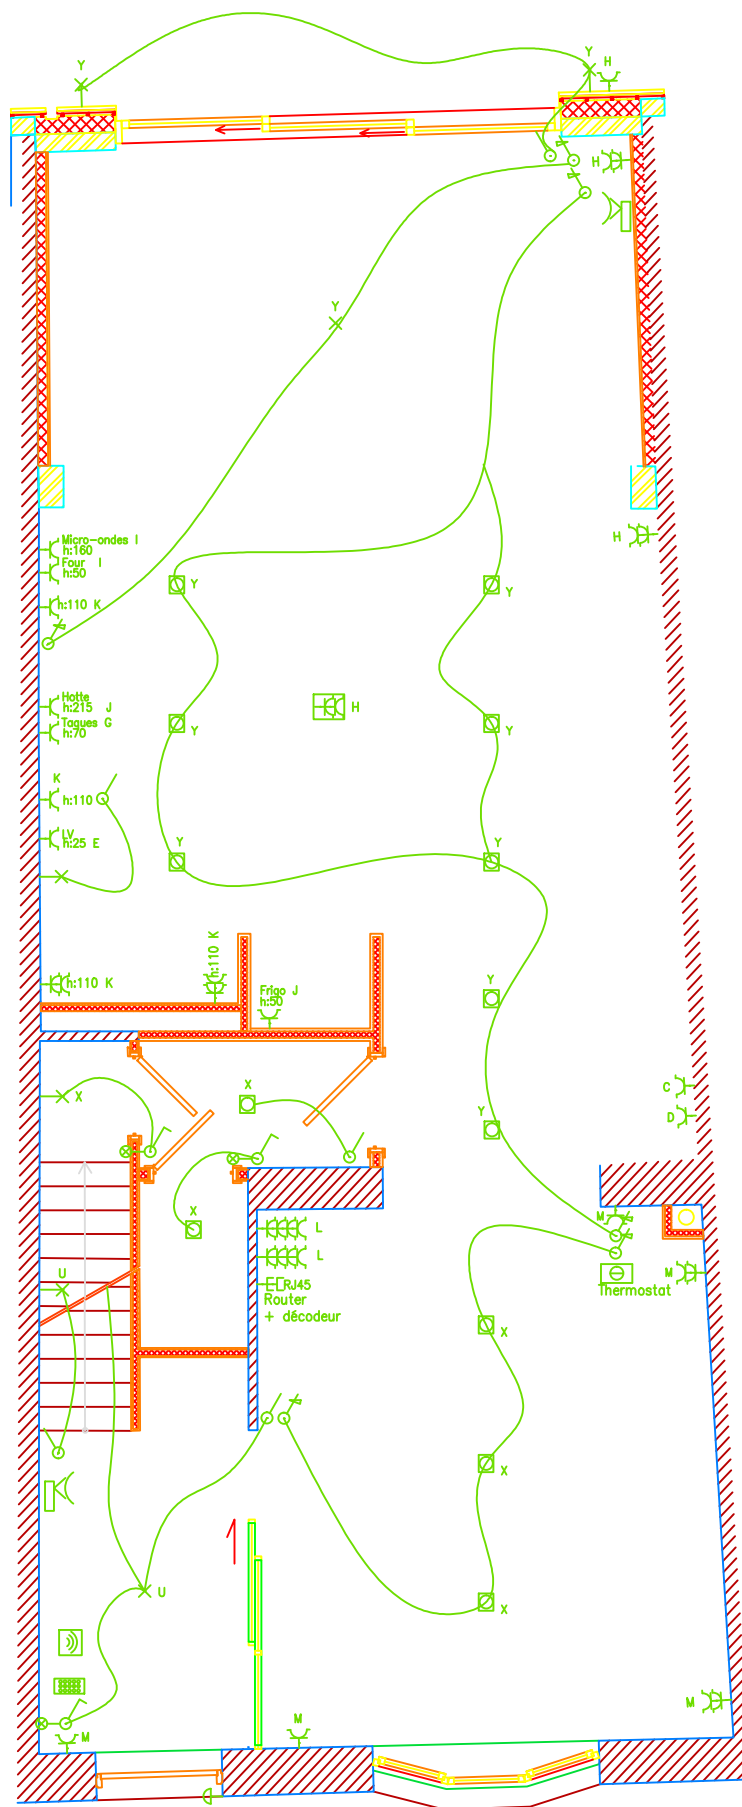 Y
Y
H
H
Y
Micro-ondes I
h:160
Four I
h:50
H
h:110 K
Y
Y
Hotte
h:215 J
Taques G
h:70
H
Y
Y
K
h:110
LV
h:25 E
Y
Y
h:110 K
h:110 K
Frigo J
h:50
Y
C
D
X
X
Y
X
M
L
L
M
U
RJ45
Router
+ décodeur
Thermostat
X
X
U
X
M
M
M